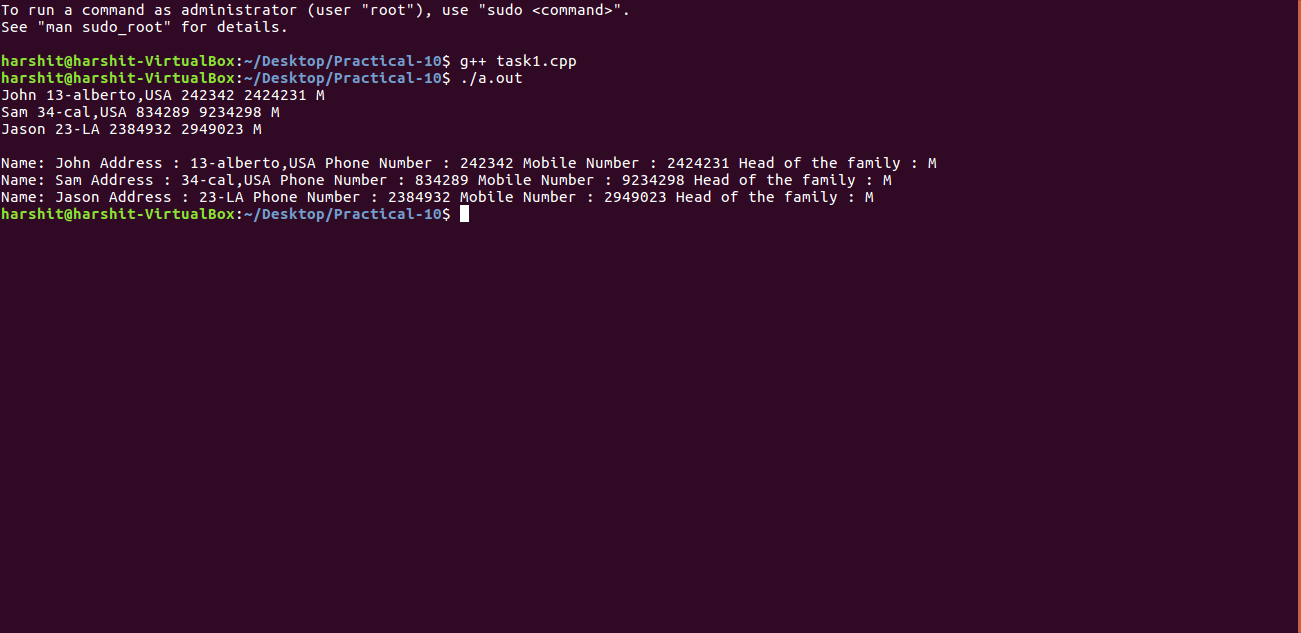 To run a command as administrator (user "root"), use "sudo <command>".
See "man sudo_root" for details.
harshit@harshit-VirtualBox:~/Desktop/Practical-10$ g++ task1.cpp
harshit@harshit-VirtualBox:~/Desktop/Practical-10$ ./a.out
John 13-alberto,USA 242342 2424231 M
Sam 34-cal,USA 834289 9234298 M
Jason 23-LA 2384932 2949023 M
Name: John Address : 13-alberto,USA Phone Number : 242342 Mobile Number : 2424231 Head of the family : M
Name: Sam Address : 34-cal,USA Phone Number : 834289 Mobile Number : 9234298 Head of the family : M
Name: Jason Address : 23-LA Phone Number : 2384932 Mobile Number : 2949023 Head of the family : M
harshit@harshit-VirtualBox:~/Desktop/Practical-10$